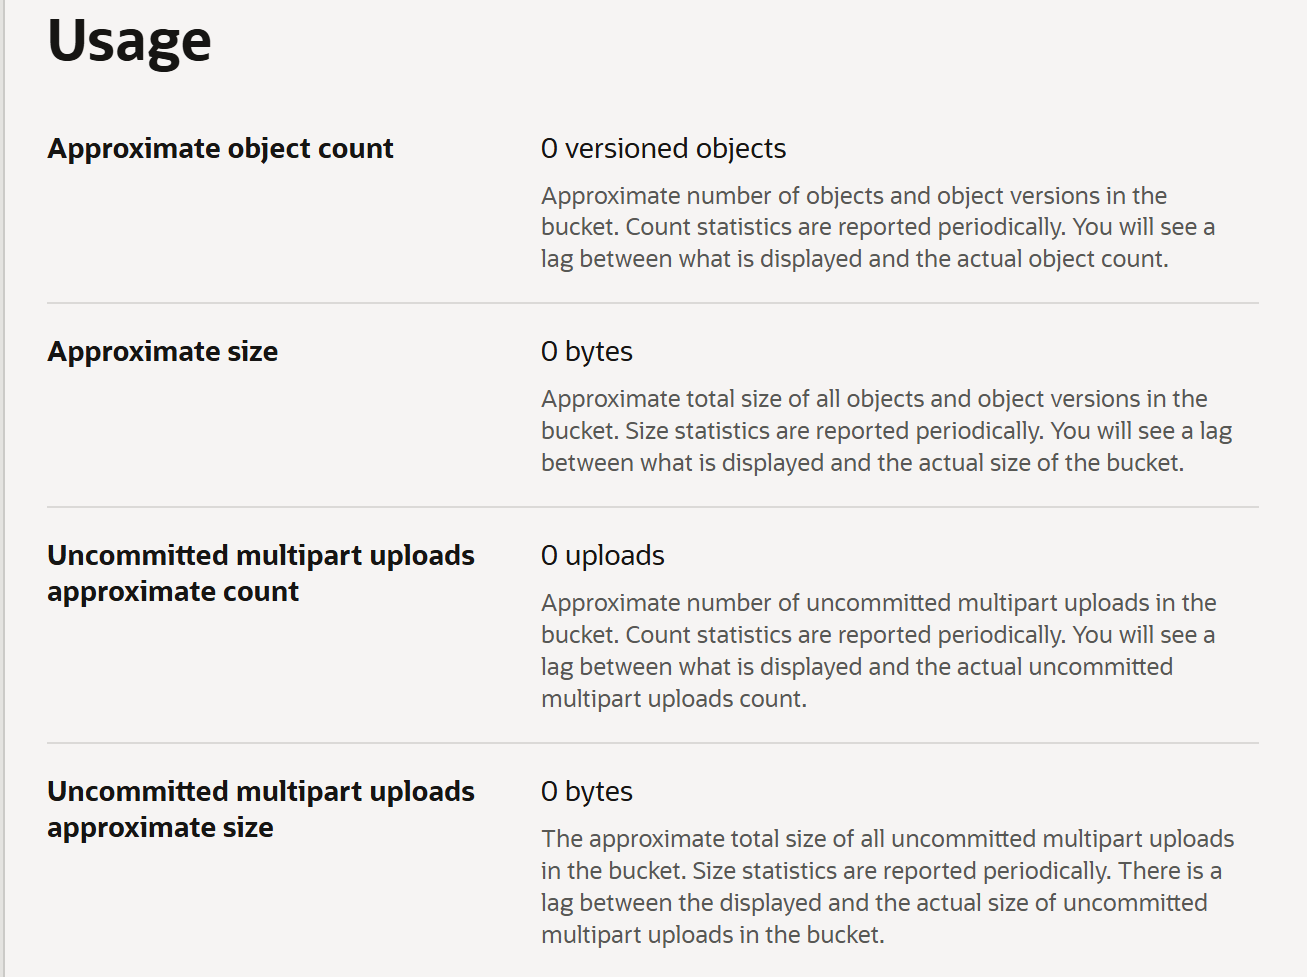 Usage
Approximate object count
0 versioned objects
Approximate number of objects and object versions in the
bucket. Count statistics are reported periodically. You will see a
lag between what is displayed and the actual object count.
Approximate size
0 bytes
Approximate total size of all objects and object versions in the
bucket. Size statistics are reported periodically. You will see a lag
between what is displayed and the actual size of the bucket.
Uncommitted multipart uploads
approximate count
0 uploads
Approximate number of uncommitted multipart uploads in the
bucket. Count statistics are reported periodically. You will see a
lag between what is displayed and the actual uncommitted
multipart uploads count.
Uncommitted multipart uploads
approximate size
0 bytes
The approximate total size of all uncommitted multipart uploads
in the bucket. Size statistics are reported periodically. There is a
lag between the displayed and the actual size of uncommitted
multipart uploads in the bucket.